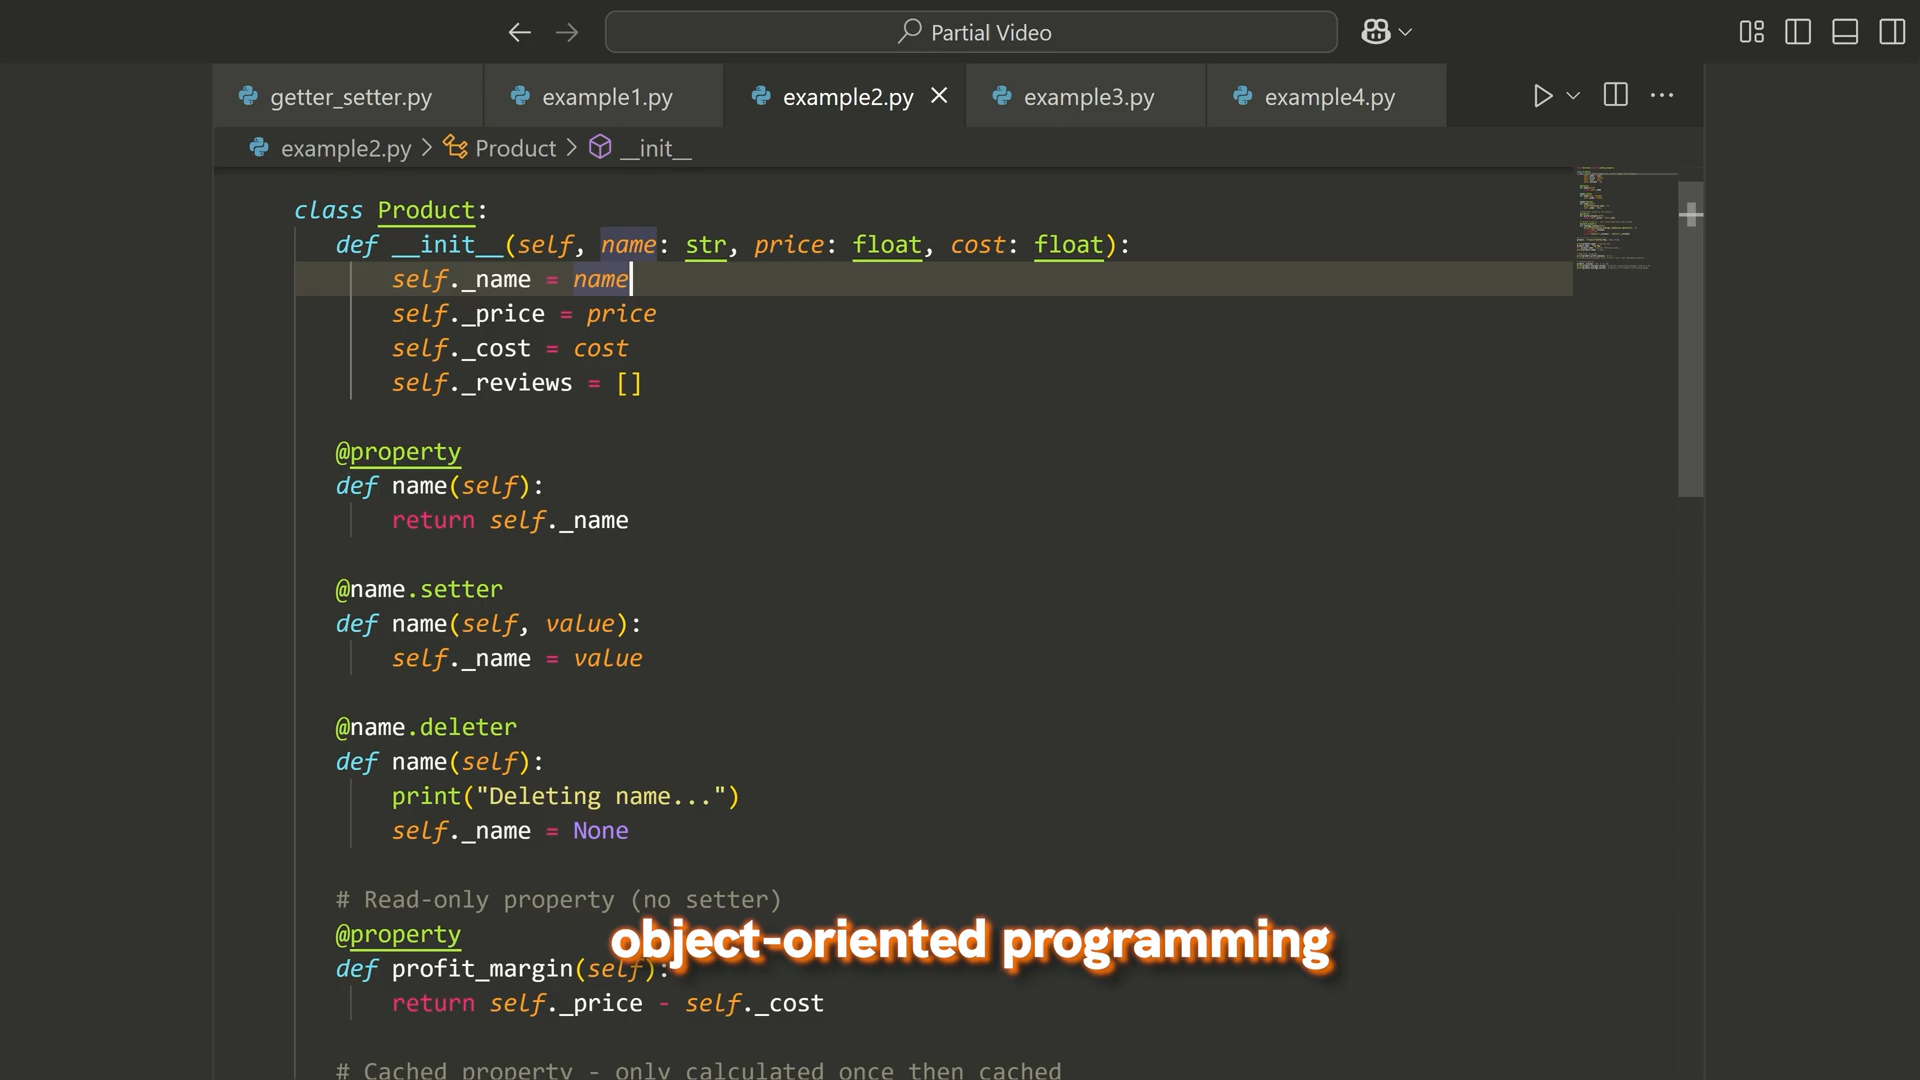 Partial Video
getter_setter.py
example1.py
example2.py
example3.py
example4.py
example2.py > Product > __init__
class Product:
def __init__(self, name: str, price: float, cost: float):
self._name = name
self._price = price
self._cost = cost
self._reviews = []
@property
def name(self):
return self._name
@name.setter
def name(self, value):
self._name = value
@name.deleter
def name(self):
print("Deleting name...")
self._name = None
# Read-only property (no setter)
@property
object-oriented programming
def profit_margin(self):
return self._price - self._cost
# Cached property - only calculated once then cached